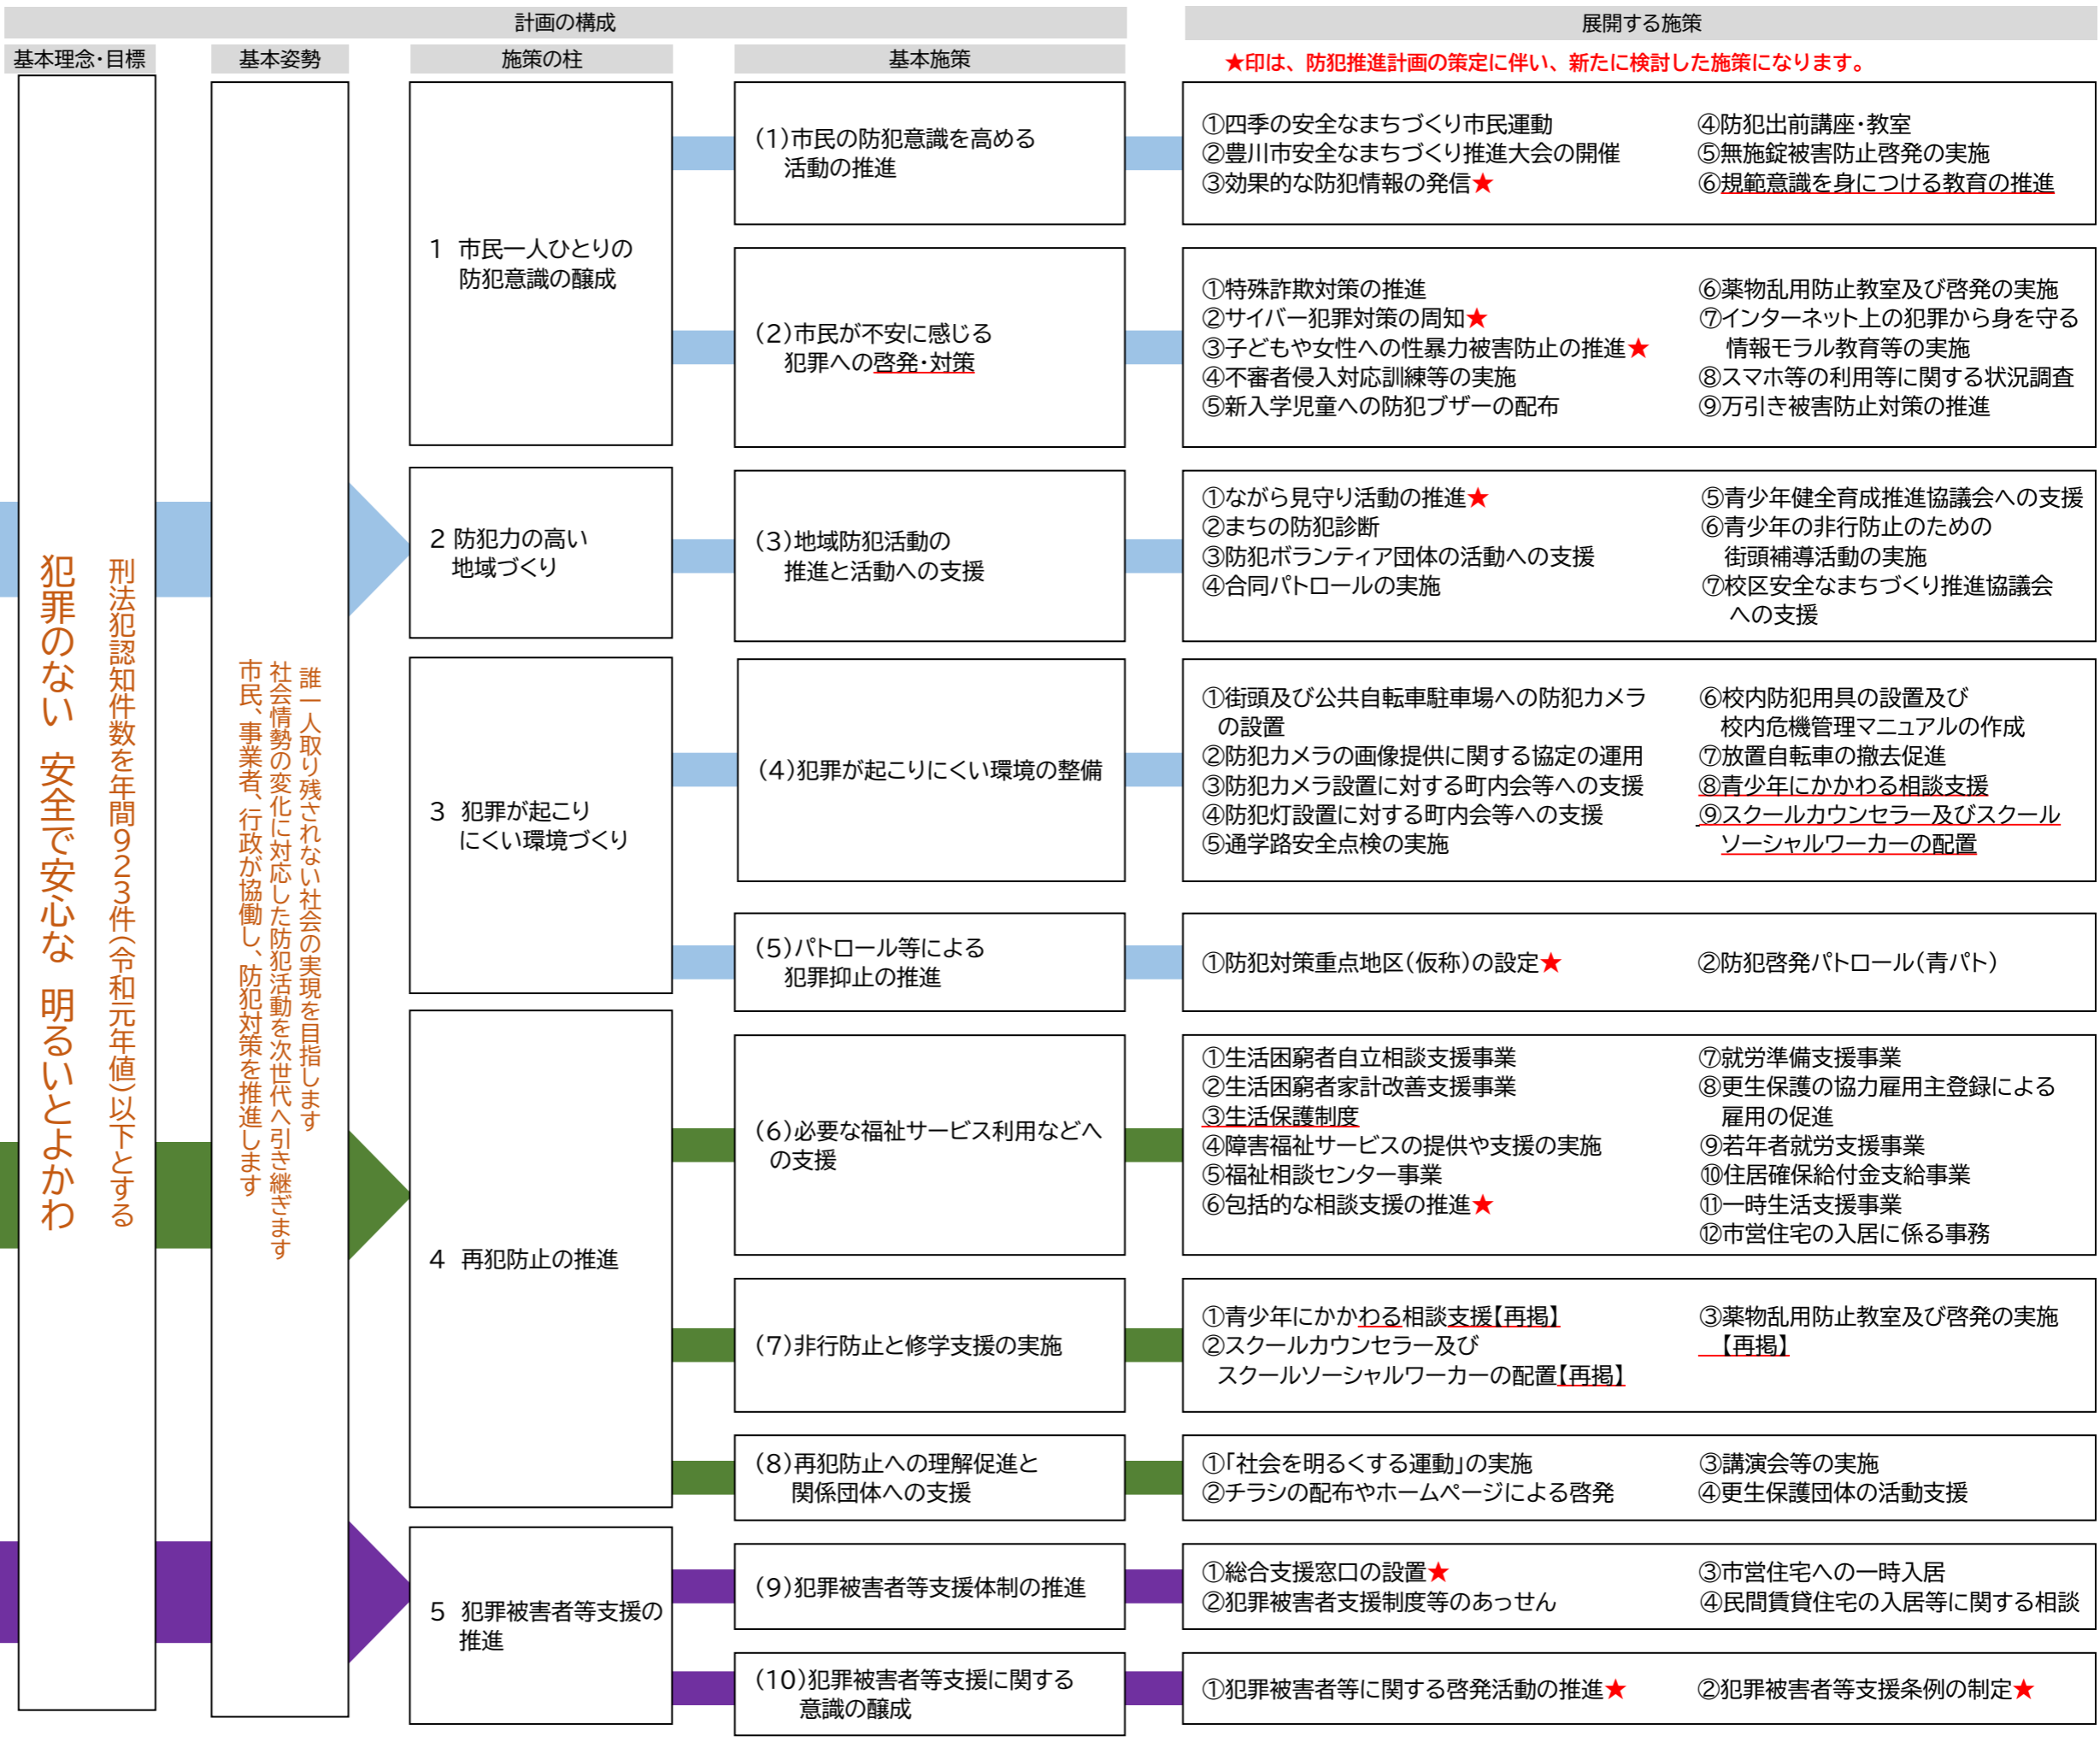 計画の構成
展開する施策
基本理念・目標
基本姿勢
施策の柱
基本施策
★印は、防犯推進計画の策定に伴い、新たに検討した施策になります。
犯罪のない 安全で安心な 明るいとよかわ
刑法犯認知件数を年間923件(令和元年値)以下とする
誰一人取り残されない社会の実現を目指します
社会情勢の変化に対応した防犯活動を次世代へ引き継ぎます
市民、事業者、行政が協働し、防犯対策を推進します
1 市民一人ひとりの
防犯意識の醸成
(1)市民の防犯意識を高める
活動の推進
①四季の安全なまちづくり市民運動
②豊川市安全なまちづくり推進大会の開催
③効果的な防犯情報の発信★
④防犯出前講座・教室
⑤無施錠被害防止啓発の実施
⑥規範意識を身につける教育の推進
(2)市民が不安に感じる
犯罪への啓発・対策
①特殊詐欺対策の推進
②サイバー犯罪対策の周知★
③子どもや女性への性暴力被害防止の推進★
④不審者侵入対応訓練等の実施
⑤新入学児童への防犯ブザーの配布
⑥薬物乱用防止教室及び啓発の実施
⑦インターネット上の犯罪から身を守る
情報モラル教育等の実施
⑧スマホ等の利用等に関する状況調査
⑨万引き被害防止対策の推進
2 防犯力の高い
地域づくり
(3)地域防犯活動の
推進と活動への支援
①ながら見守り活動の推進★
②まちの防犯診断
③防犯ボランティア団体の活動への支援
④合同パトロールの実施
⑤青少年健全育成推進協議会への支援
⑥青少年の非行防止のための
街頭補導活動の実施
⑦校区安全なまちづくり推進協議会
への支援
3 犯罪が起こり
にくい環境づくり
(4)犯罪が起こりにくい環境の整備
①街頭及び公共自転車駐車場への防犯カメラ
の設置
②防犯カメラの画像提供に関する協定の運用
③防犯カメラ設置に対する町内会等への支援
④防犯灯設置に対する町内会等への支援
⑤通学路安全点検の実施
⑥校内防犯用具の設置及び
校内危機管理マニュアルの作成
⑦放置自転車の撤去促進
⑧青少年にかかわる相談支援
⑨スクールカウンセラー及びスクール
ソーシャルワーカーの配置
(5)パトロール等による
犯罪抑止の推進
①防犯対策重点地区(仮称)の設定★
②防犯啓発パトロール(青パト)
4 再犯防止の推進
(6)必要な福祉サービス利用などへ
の支援
①生活困窮者自立相談支援事業
②生活困窮者家計改善支援事業
③生活保護制度
④障害福祉サービスの提供や支援の実施
⑤福祉相談センター事業
⑥包括的な相談支援の推進★
⑦就労準備支援事業
⑧更生保護の協力雇用主登録による
雇用の促進
⑨若年者就労支援事業
⑩住居確保給付金支給事業
⑪一時生活支援事業
⑫市営住宅の入居に係る事務
(7)非行防止と修学支援の実施
①青少年にかかわる相談支援【再掲】
②スクールカウンセラー及び
スクールソーシャルワーカーの配置【再掲】
③薬物乱用防止教室及び啓発の実施
【再掲】
(8)再犯防止への理解促進と
関係団体への支援
①「社会を明るくする運動」の実施
②チラシの配布やホームページによる啓発
③講演会等の実施
④更生保護団体の活動支援
5 犯罪被害者等支援の
推進
(9)犯罪被害者等支援体制の推進
①総合支援窓口の設置★
②犯罪被害者支援制度等のあっせん
③市営住宅への一時入居
④民間賃貸住宅の入居等に関する相談
(10)犯罪被害者等支援に関する
意識の醸成
①犯罪被害者等に関する啓発活動の推進★
②犯罪被害者等支援条例の制定★